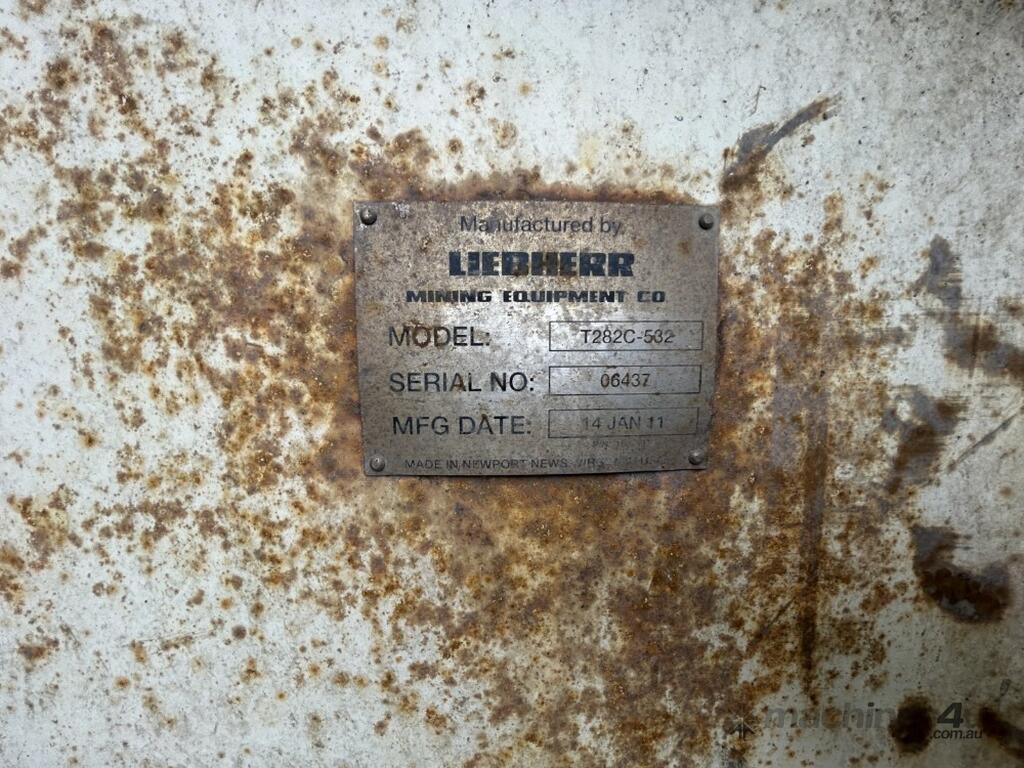 Manufactured by
LIEBHERR
MINING EQUIPMENT CO
MODEL: T282C-532
SERIAL NO: 06437
MFG DATE: 14 JAN 11
MADE IN NEWPORT NEWS
machines4u
.com.au